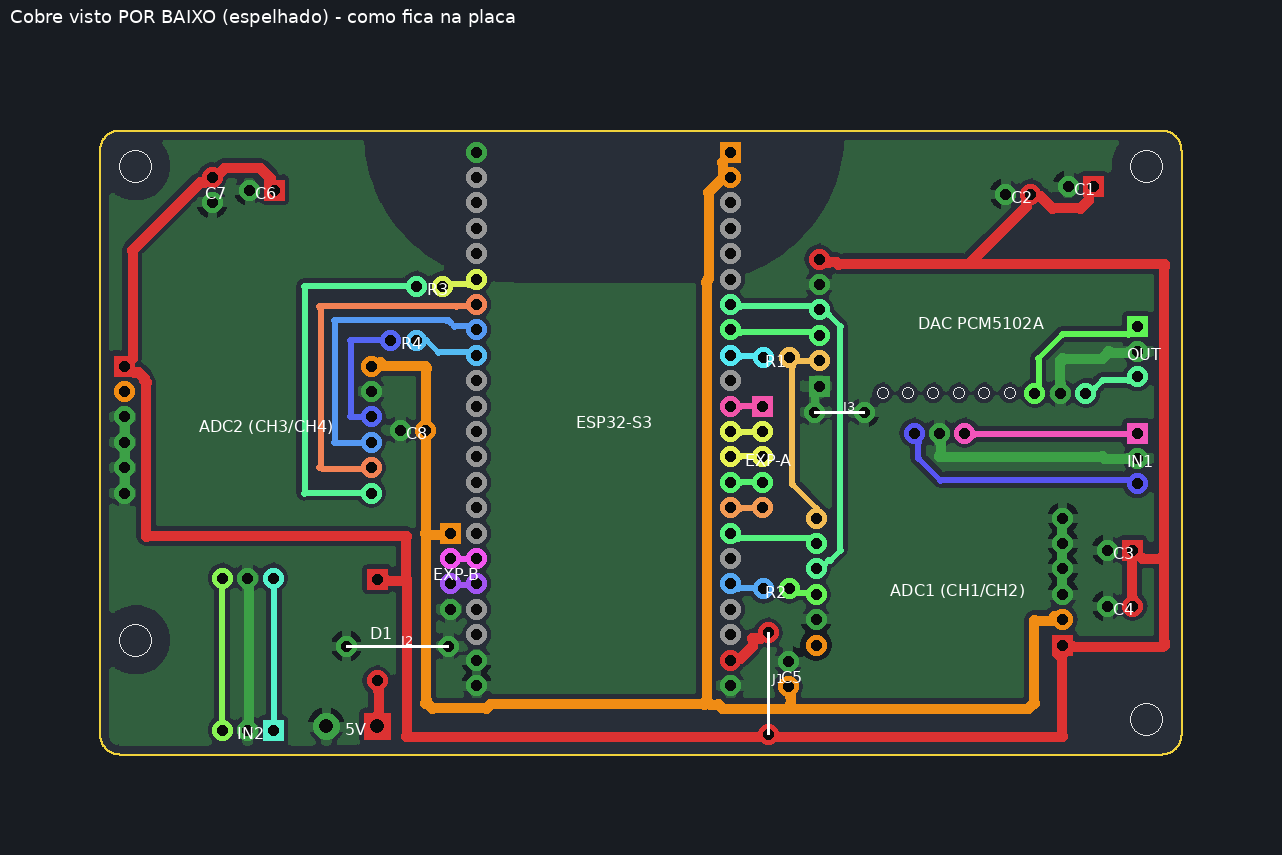 Cobre visto POR BAIXO (espelhado) - como fica na placa
C7
C6
C2
C1
R3
R4
DAC PCM5102A
OUT
R1
J3
ADC2 (CH3/CH4)
C8
ESP32-S3
EXP-A
IN1
EXP-B
R2
ADC1 (CH1/CH2)
C3
C4
D1
J2
J1
C5
IN2
5V